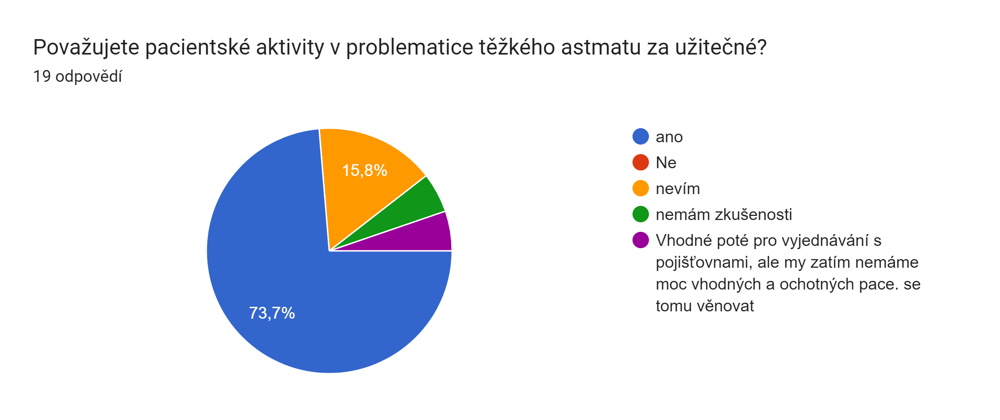 Považujete pacientské aktivity v problematice těžkého astmatu za užitečné?
19 odpovědí
15,8%
73,7%
ano
Ne
nevím
nemám zkušenosti
Vhodné poté pro vyjednávání s
pojišťovnami, ale my zatím nemáme
moc vhodných a ochotných pace. se
tomu věnovat